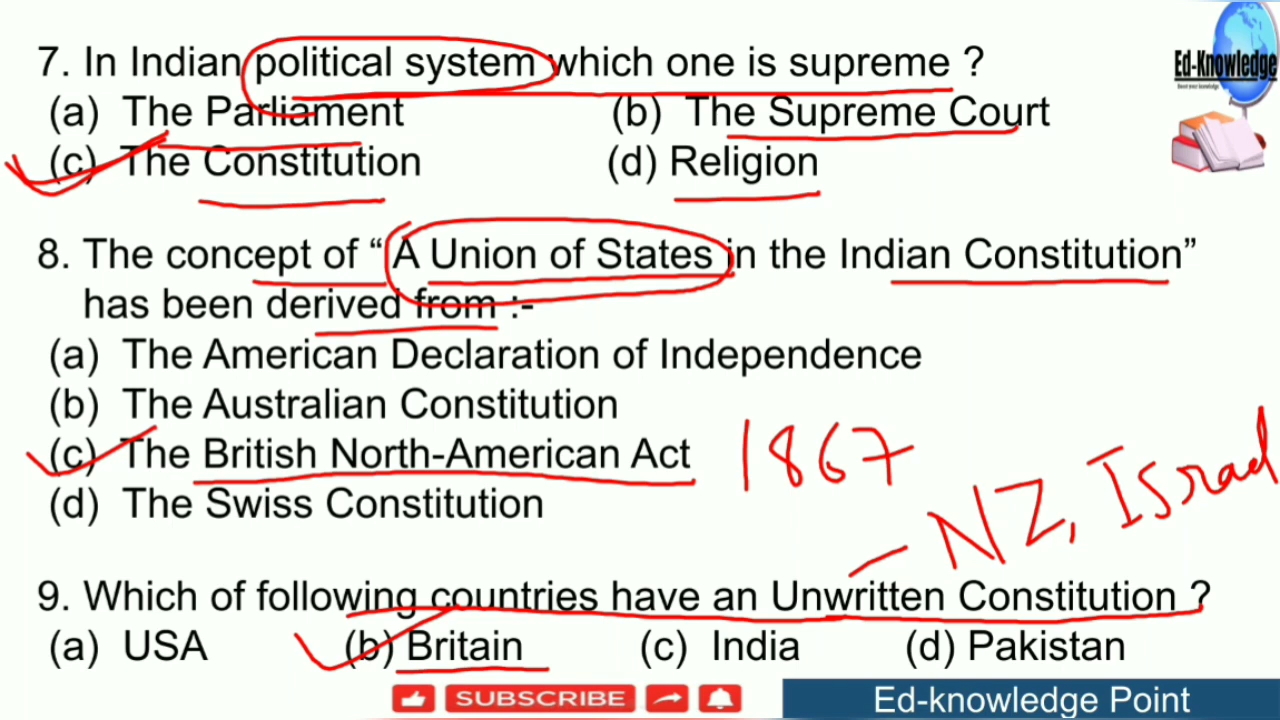 Ed-Knowledge
7. In Indian political system which one is supreme ?
(a) The Parliament (b) The Supreme Court
(c) The Constitution (d) Religion
8. The concept of “A Union of States in the Indian Constitution”
has been derived from :-
(a) The American Declaration of Independence
(b) The Australian Constitution
(c) The British North-American Act 1867
(d) The Swiss Constitution
- NZ, Israel
9. Which of following countries have an Unwritten Constitution ?
(a) USA (b) Britain (c) India (d) Pakistan
SUBSCRIBE
Ed-knowledge Point